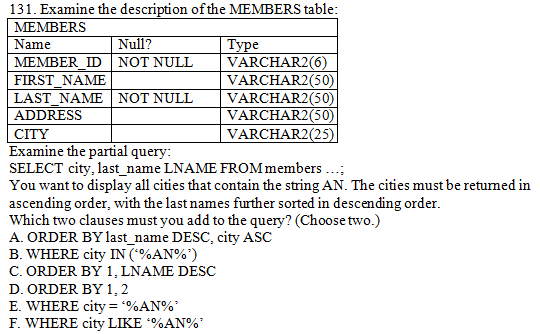 131. Examine the description of the MEMBERS table:
MEMBERS
Name Null? Type
MEMBER_ID NOT NULL VARCHAR2(6)
FIRST_NAME VARCHAR2(50)
LAST_NAME NOT NULL VARCHAR2(50)
ADDRESS VARCHAR2(50)
CITY VARCHAR2(25)
Examine the partial query:
SELECT city, last_name LNAME FROM members …;
You want to display all cities that contain the string AN. The cities must be returned in
ascending order, with the last names further sorted in descending order.
Which two clauses must you add to the query? (Choose two.)
A. ORDER BY last_name DESC, city ASC
B. WHERE city IN (‘%AN%’)
C. ORDER BY 1, LNAME DESC
D. ORDER BY 1, 2
E. WHERE city = ‘%AN%’
F. WHERE city LIKE ‘%AN%’